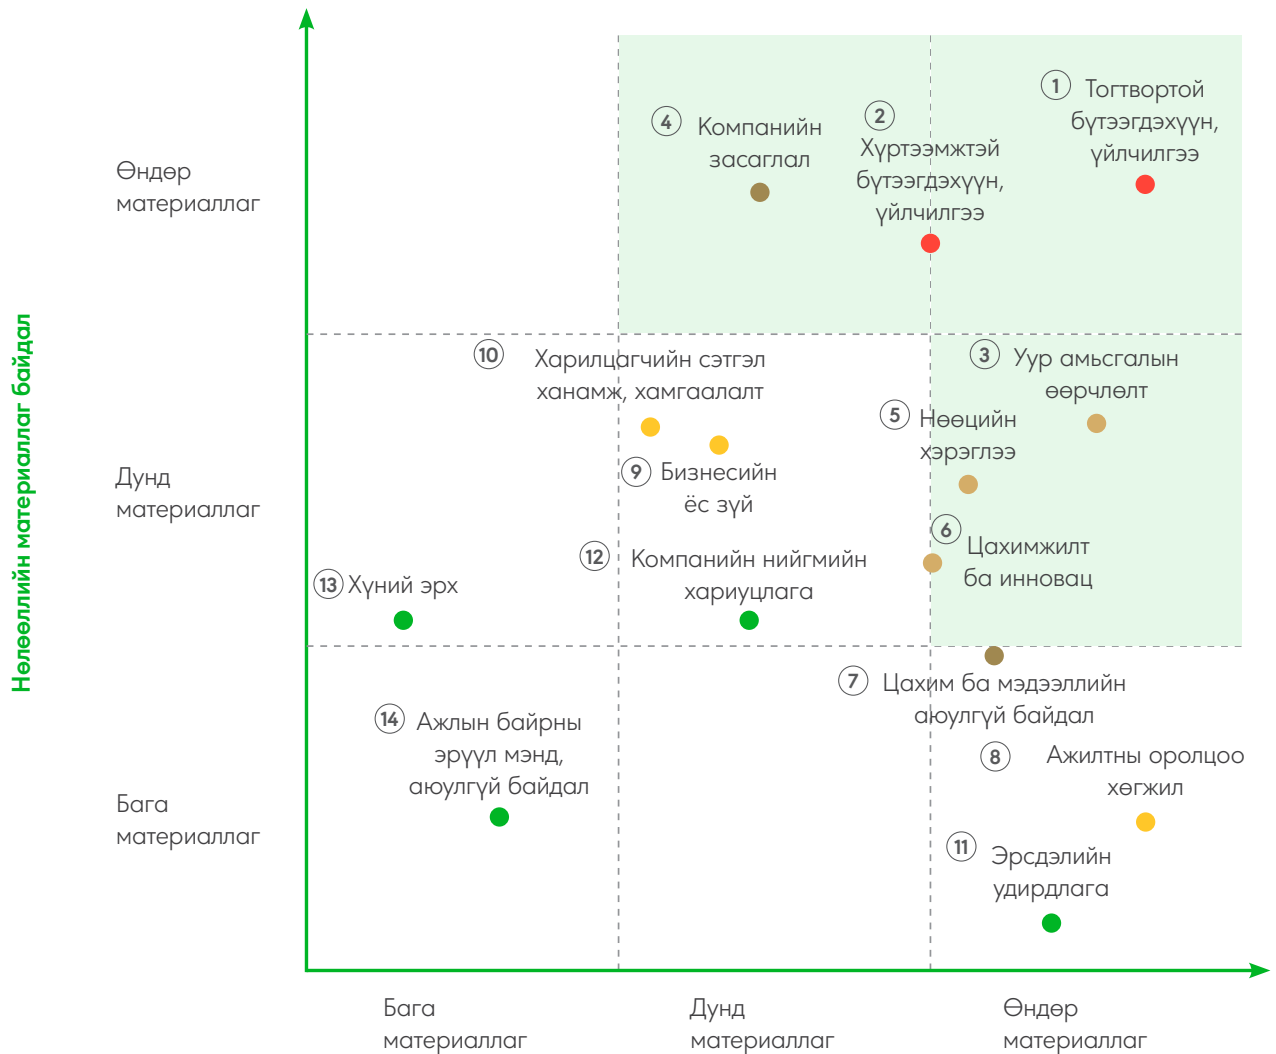 Нөлөөллийн материаллаг байдал
Өндөр
материаллаг
Дунд
материаллаг
Бага
материаллаг
1 Тогтвортой
бүтээгдэхүүн,
үйлчилгээ
2
Хүртээмжтэй
бүтээгдэхүүн,
үйлчилгээ
4 Компанийн
засаглал
10 Харилцагчийн сэтгэл
ханамж, хамгаалалт
3 Уур амьсгалын
өөрчлөлт
5 Нөөцийн
хэрэглээ
9 Бизнесийн
ёс зүй
6 Цахимжилт
ба инновац
12 Компанийн нийгмийн
хариуцлага
13 Хүний эрх
7 Цахим ба мэдээллийн
аюулгүй байдал
14 Ажлын байрны
эрүүл мэнд,
аюулгүй байдал
8 Ажилтны оролцоо
хөгжил
11 Эрсдэлийн
удирдлага
Бага
материаллаг
Дунд
материаллаг
Өндөр
материаллаг